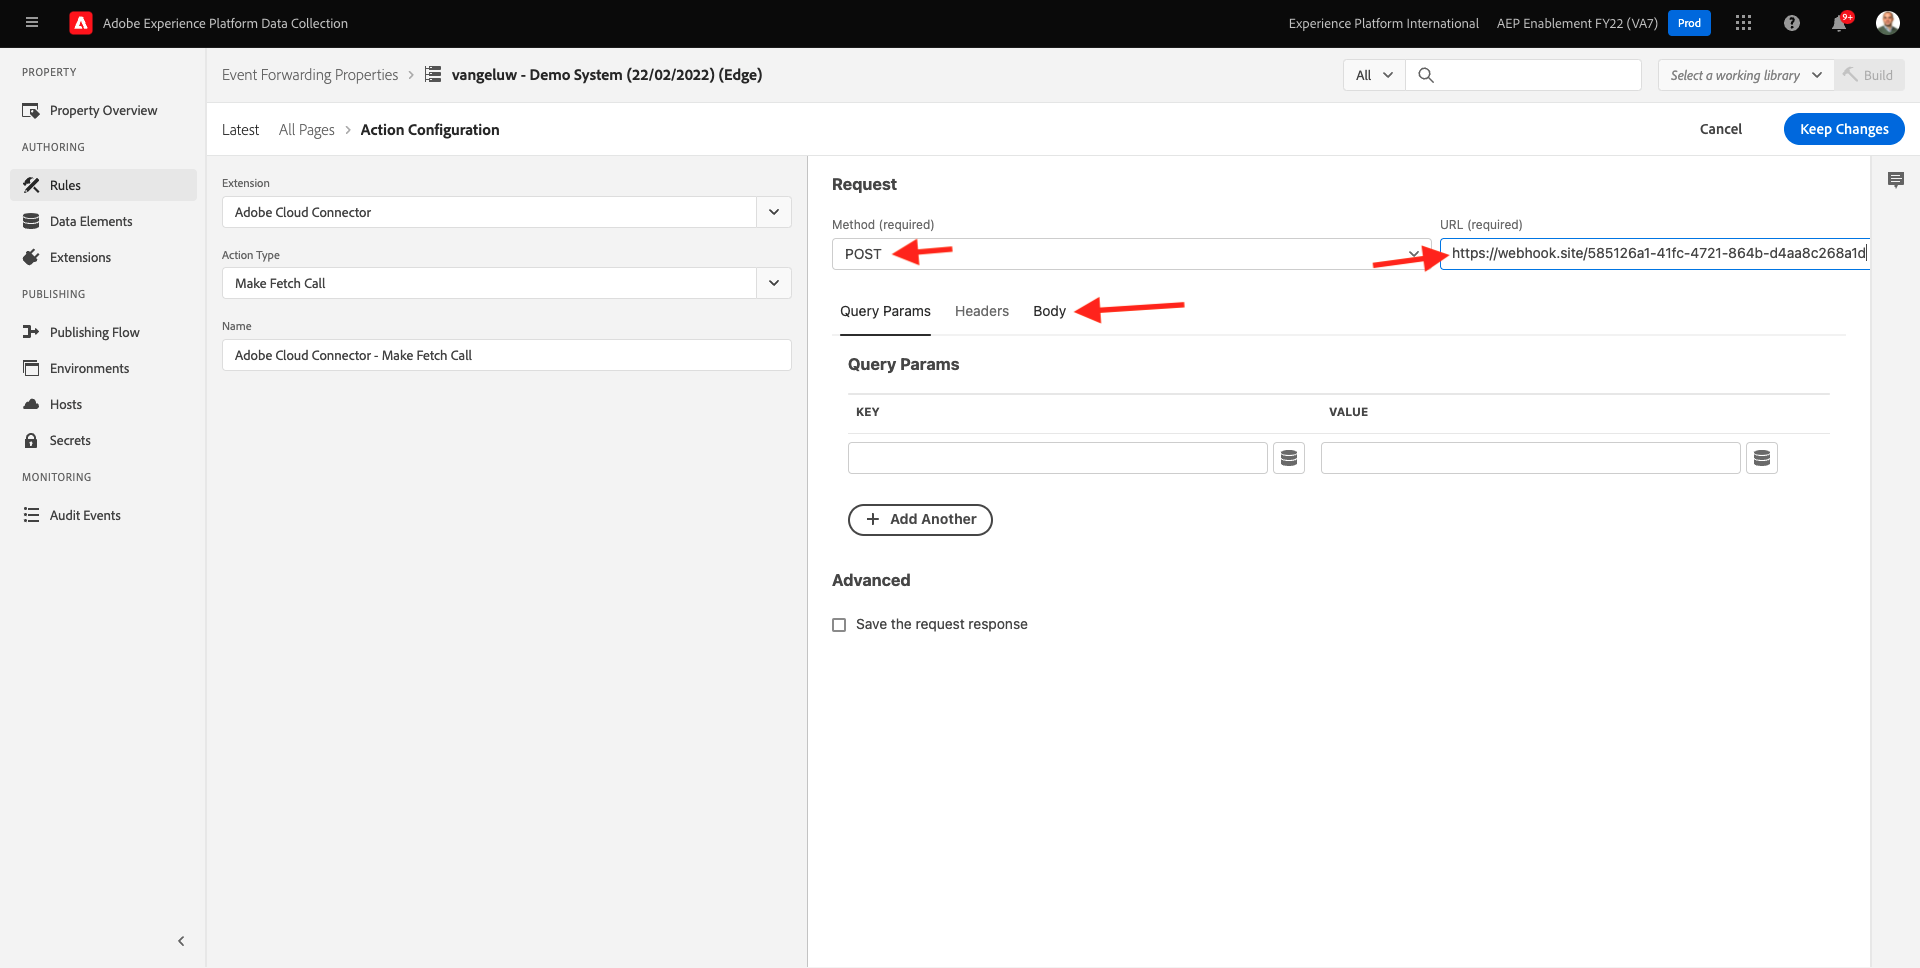 Adobe Experience Platform Data Collection
Experience Platform International
AEP Enablement FY22 (VA7)
Prod
9+
PROPERTY
Property Overview
AUTHORING
Rules
Data Elements
Extensions
PUBLISHING
Publishing Flow
Environments
Hosts
Secrets
MONITORING
Audit Events
Event Forwarding Properties
vangeluw - Demo System (22/02/2022) (Edge)
All
Select a working library
Build
Latest
All Pages
Action Configuration
Cancel
Keep Changes
Extension
Adobe Cloud Connector
Action Type
Make Fetch Call
Name
Adobe Cloud Connector - Make Fetch Call
Request
Method (required)
POST
URL (required)
https://webhook.site/585126a1-41fc-4721-864b-d4aa8c268a1d
Query Params
Headers
Body
Query Params
KEY
VALUE
Add Another
Advanced
Save the request response